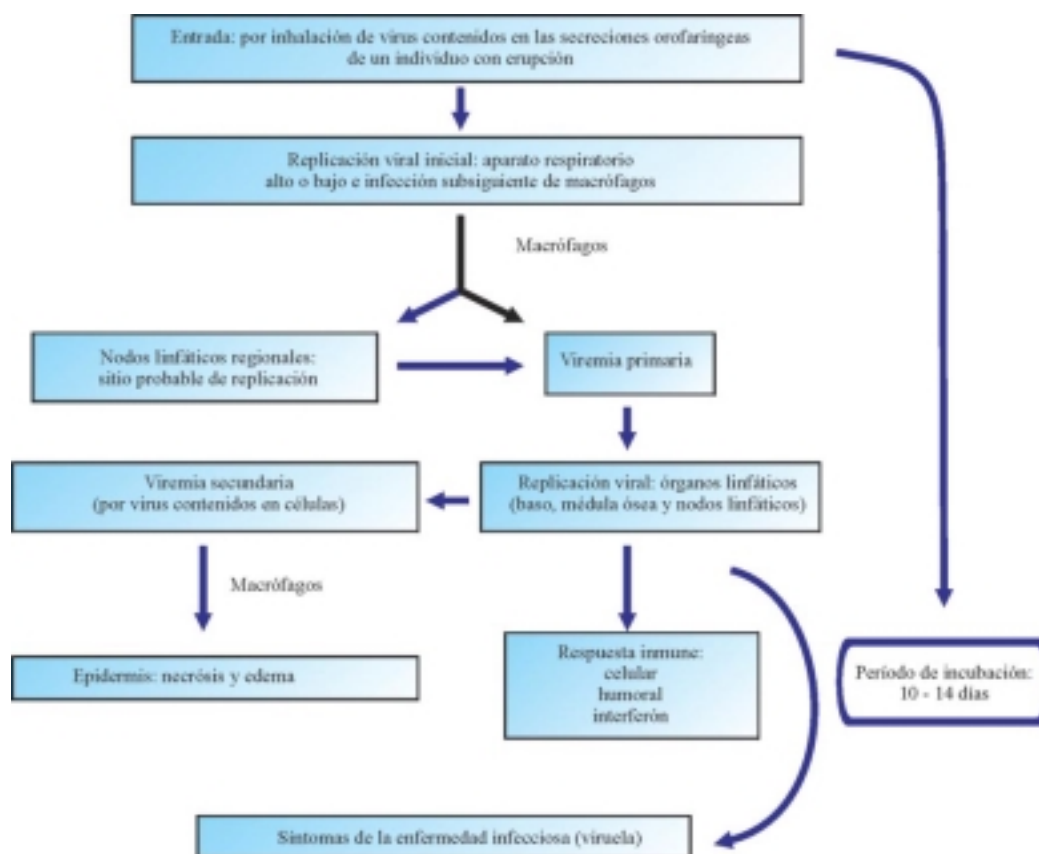 Entrada: por inhalación de virus contenidos en las secreciones orofaríngeas
de un individuo con erupción
Replicación viral inicial: aparato respiratorio
alto o bajo e infección subsiguiente de macrófagos
Macrófagos
Nodos linfáticos regionales:
sitio probable de replicación
Viremia primaria
Viremia secundaria
(por virus contenidos en células)
Replicación viral: órganos linfáticos
(baso, médula ósea y nodos linfáticos)
Macrófagos
Epidermis: necrósis y edema
Respuesta inmune:
celular
humoral
interferón
Período de incubación:
10 - 14 días
Síntomas de la enfermedad infecciosa (viruela)